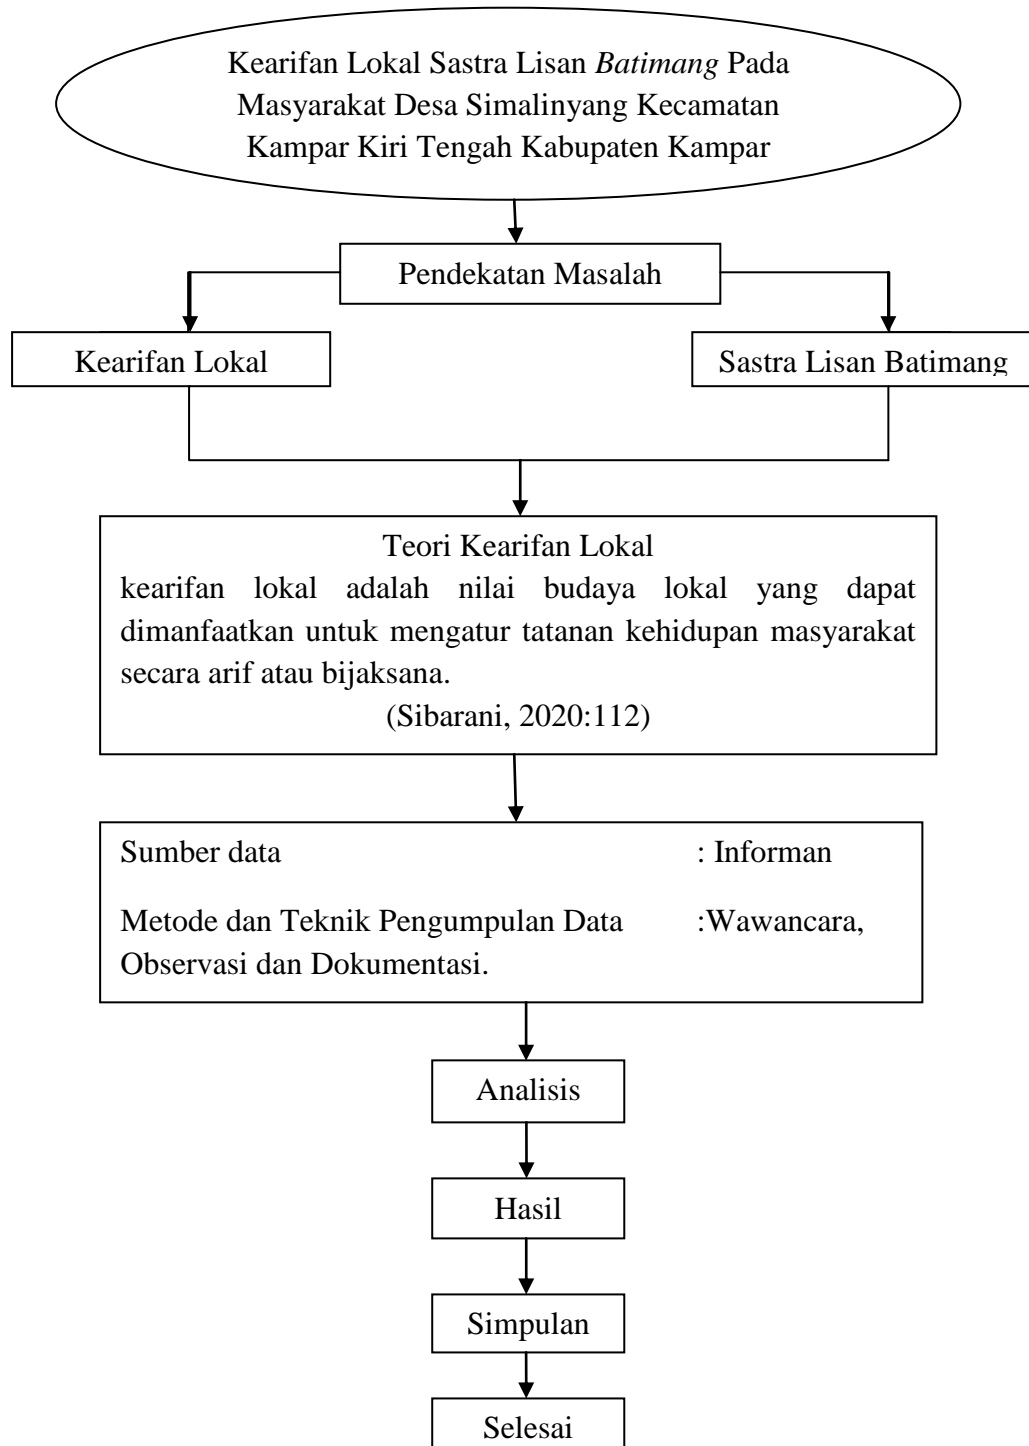 Kearifan Lokal Sastra Lisan Batimang Pada
Masyarakat Desa Simalinyang Kecamatan
Kampar Kiri Tengah Kabupaten Kampar
Pendekatan Masalah
Kearifan Lokal
Sastra Lisan Batimang
Teori Kearifan Lokal
kearifan lokal adalah nilai budaya lokal yang dapat
dimanfaatkan untuk mengatur tatanan kehidupan masyarakat
secara arif atau bijaksana.
(Sibarani, 2020:112)
Sumber data : Informan
Metode dan Teknik Pengumpulan Data :Wawancara,
Observasi dan Dokumentasi.
Analisis
Hasil
Simpulan
Selesai